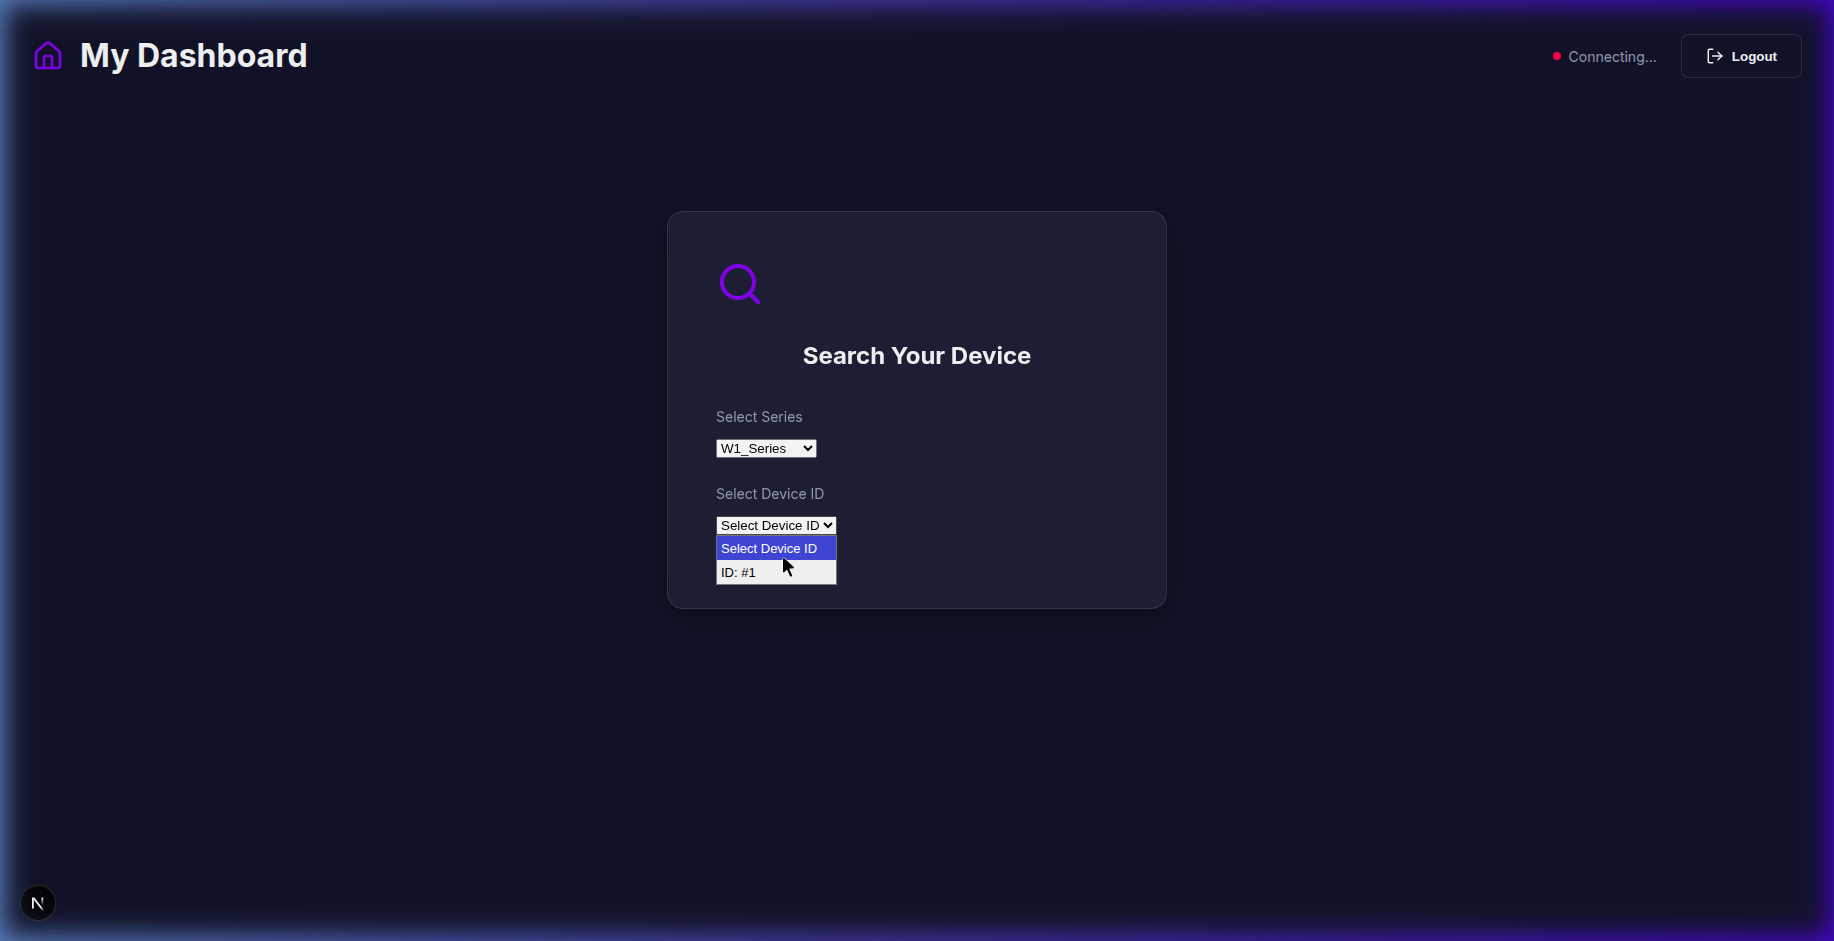 My Dashboard
Connecting...
Logout
Search Your Device
Select Series
W1_Series
Select Device ID
Select Device ID
Select Device ID
ID: #1
N